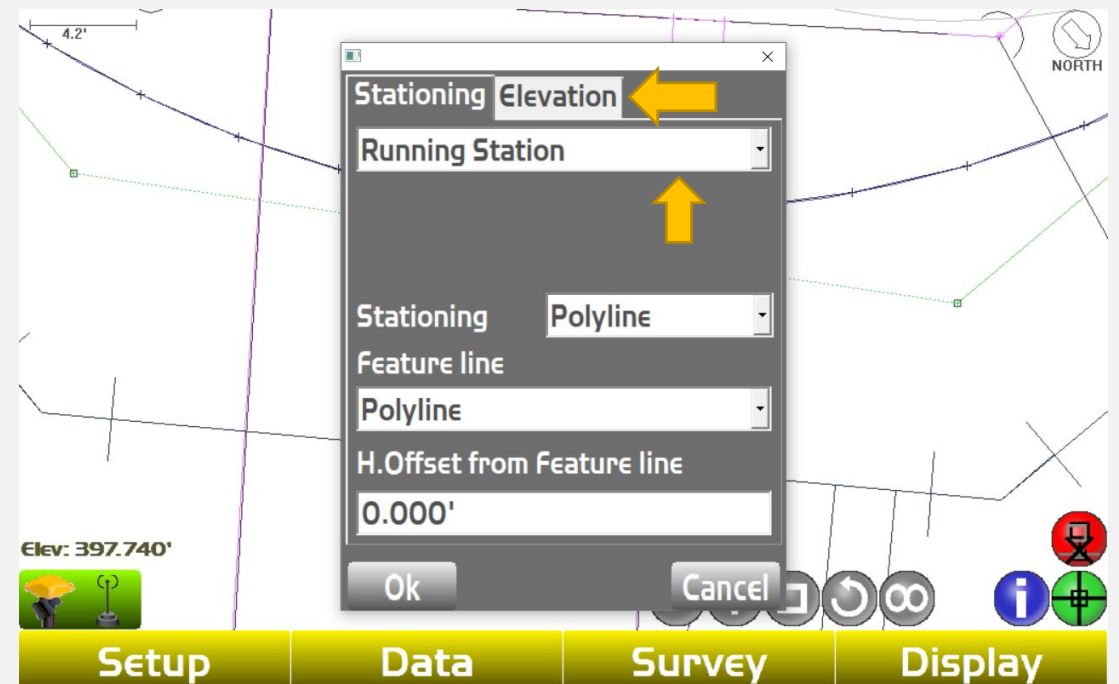 4.2'
NORTH
Stationing Elevation
Running Station
Stationing Polyline
Feature line
Polyline
H.Offset from Feature line
0.000'
Elev: 397.740'
Ok Cancel
Setup Data Survey Display